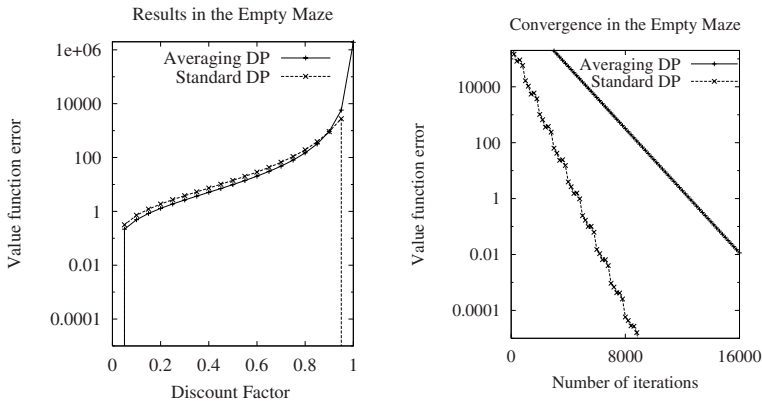 Results in the Empty Maze
1e+06
10000
100
1
0.01
0.0001
Value function error
Averaging DP
Standard DP
0
0.2
0.4
0.6
0.8
1
Discount Factor
Convergence in the Empty Maze
10000
100
1
0.01
0.0001
Value function error
Averaging DP
Standard DP
0
8000
16000
Number of iterations